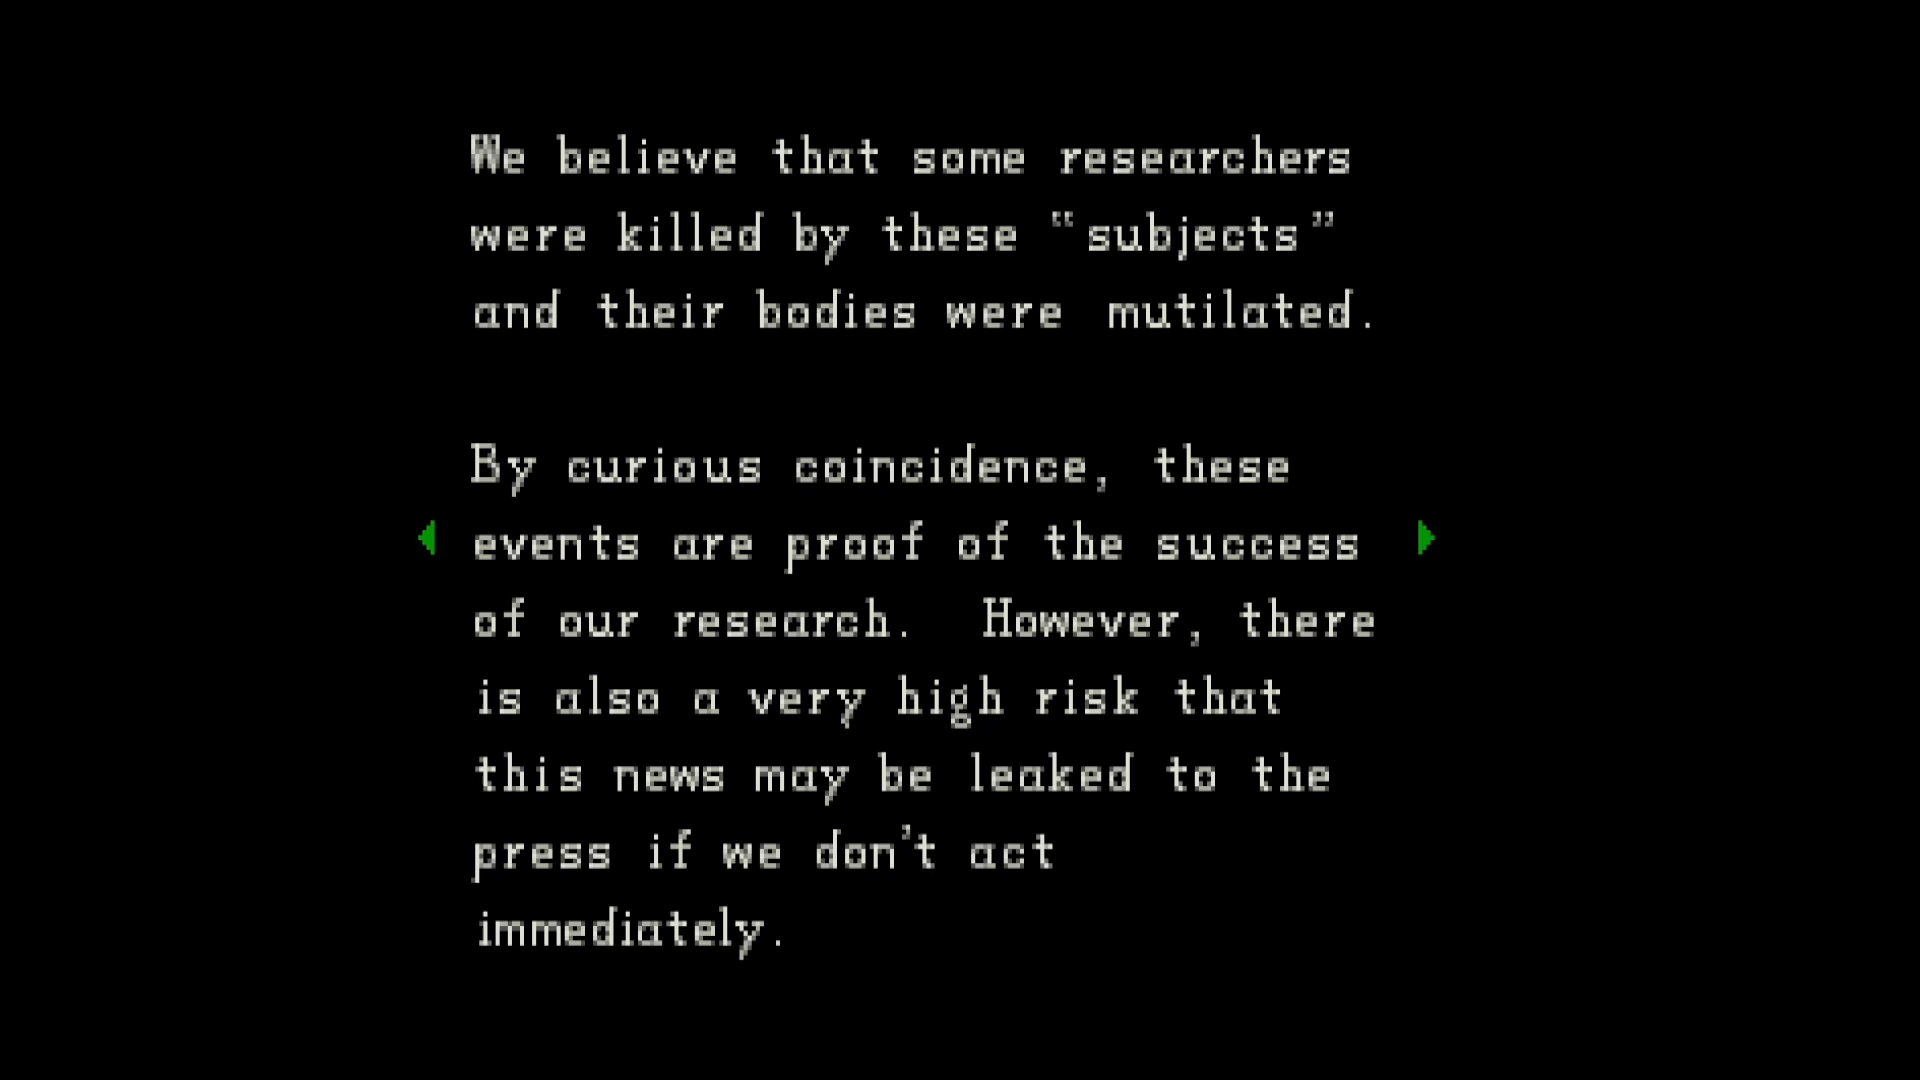 We believe that some researchers
were killed by these “subjects”
and their bodies were mutilated.
By curious coincidence, these
events are proof of the success
of our research. However, there
is also a very high risk that
this news may be leaked to the
press if we don't act
immediately.